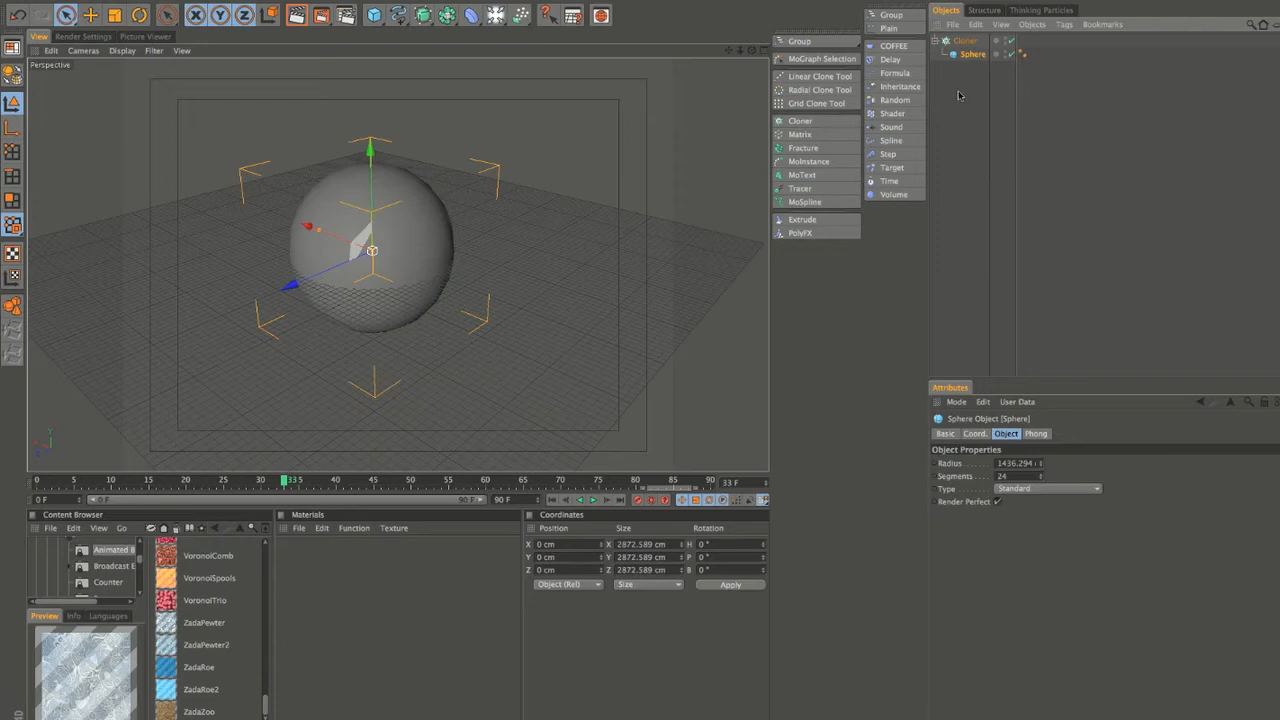 Objects Structure Thinking Particles
File Edit View Objects Tags Bookmarks
View Render Settings Picture Viewer
Edit Cameras Display Filter View
Perspective
Group
MoGraph Selection
Linear Clone Tool
Radial Clone Tool
Grid Clone Tool
Cloner
Matrix
Fracture
MoInstance
MoText
Tracer
MoSpline
Extrude
PolyFX
Group
Plain
COFFEE
Delay
Formula
Inheritance
Random
Shader
Sound
Spline
Step
Target
Time
Volume
Cloner
Sphere
Attributes
Mode Edit User Data
Sphere Object [Sphere]
Basic Coord. Object Phong
Object Properties
Radius 1436.294
Segments 24
Type Standard
Render Perfect
0 5 10 15 20 25 30 33 5 40 45 50 55 60 65 70 75 80 85 90 33 F
0 F 0 F 90 F 90 F
Content Browser
File Edit View Go
Animated B
Broadcast E
Counter
VoronoiComb
VoronoiSpools
VoronoiTrio
ZadaPewter
ZadaPewter2
ZadaRoe
ZadaRoe2
ZadaZoo
Preview Info Languages
Materials
File Edit Function Texture
Coordinates
Position Size Rotation
X 0 cm X 2872.589 cm H 0 °
Y 0 cm Y 2872.589 cm P 0 °
Z 0 cm Z 2872.589 cm B 0 °
Object (Rel) Size Apply